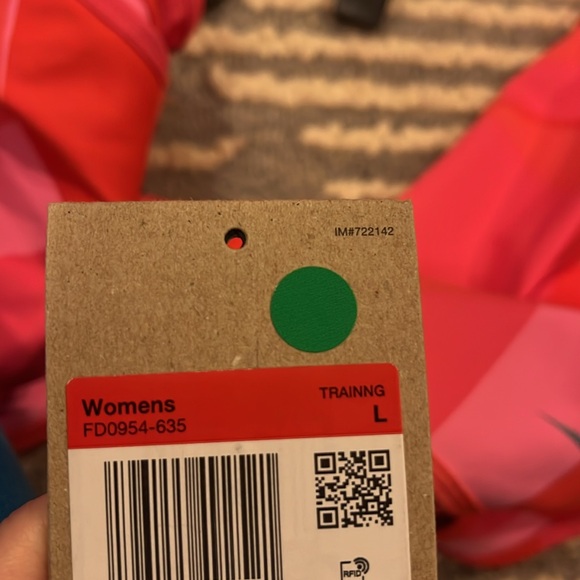 IM#722142
Womens
TRAINNG
FD0954-635
L
RFID